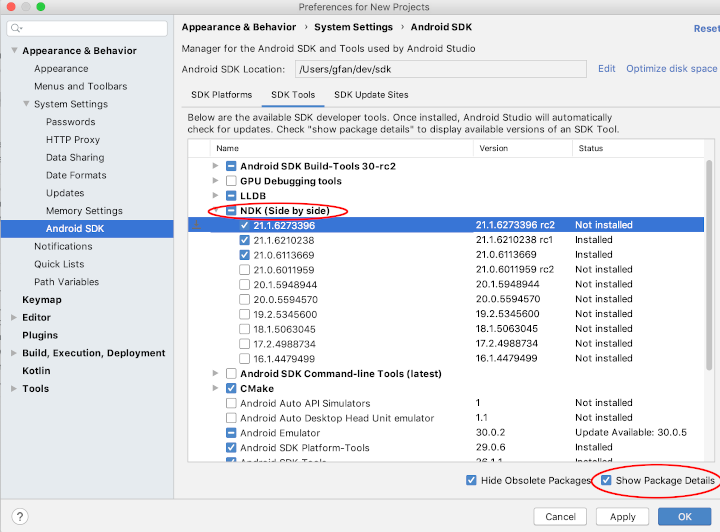 Preferences for New Projects
Appearance & Behavior
Appearance
Menus and Toolbars
System Settings
Passwords
HTTP Proxy
Data Sharing
Date Formats
Updates
Memory Settings
Android SDK
Notifications
Quick Lists
Path Variables
Keymap
Editor
Plugins
Build, Execution, Deployment
Kotlin
Tools
Appearance & Behavior › System Settings › Android SDK
Reset
Manager for the Android SDK and Tools used by Android Studio
Android SDK Location: /Users/gfan/dev/sdk Edit Optimize disk space
SDK Platforms SDK Tools SDK Update Sites
Below are the available SDK developer tools. Once installed, Android Studio will automatically
check for updates. Check "show package details" to display available versions of an SDK Tool.
Name Version Status
Android SDK Build-Tools 30-rc2
GPU Debugging tools
LLDB
NDK (Side by side)
21.1.6273396 21.1.6273396 rc2 Not installed
21.1.6210238 21.1.6210238 rc1 Installed
21.0.6113669 21.0.6113669 Installed
21.0.6011959 21.0.6011959 rc2 Not installed
20.1.5948944 20.1.5948944 Not installed
20.0.5594570 20.0.5594570 Not installed
19.2.5345600 19.2.5345600 Not installed
18.1.5063045 18.1.5063045 Not installed
17.2.4988734 17.2.4988734 Not installed
16.1.4479499 16.1.4479499 Not installed
Android SDK Command-line Tools (latest)
CMake
Android Auto API Simulators 1 Not installed
Android Auto Desktop Head Unit emulator 1.1 Not installed
Android Emulator 30.0.2 Update Available: 30.0.5
Android SDK Platform-Tools 29.0.6 Installed
Android SDK Tools 26.1.1 Installed
Hide Obsolete Packages Show Package Details
? Cancel Apply OK